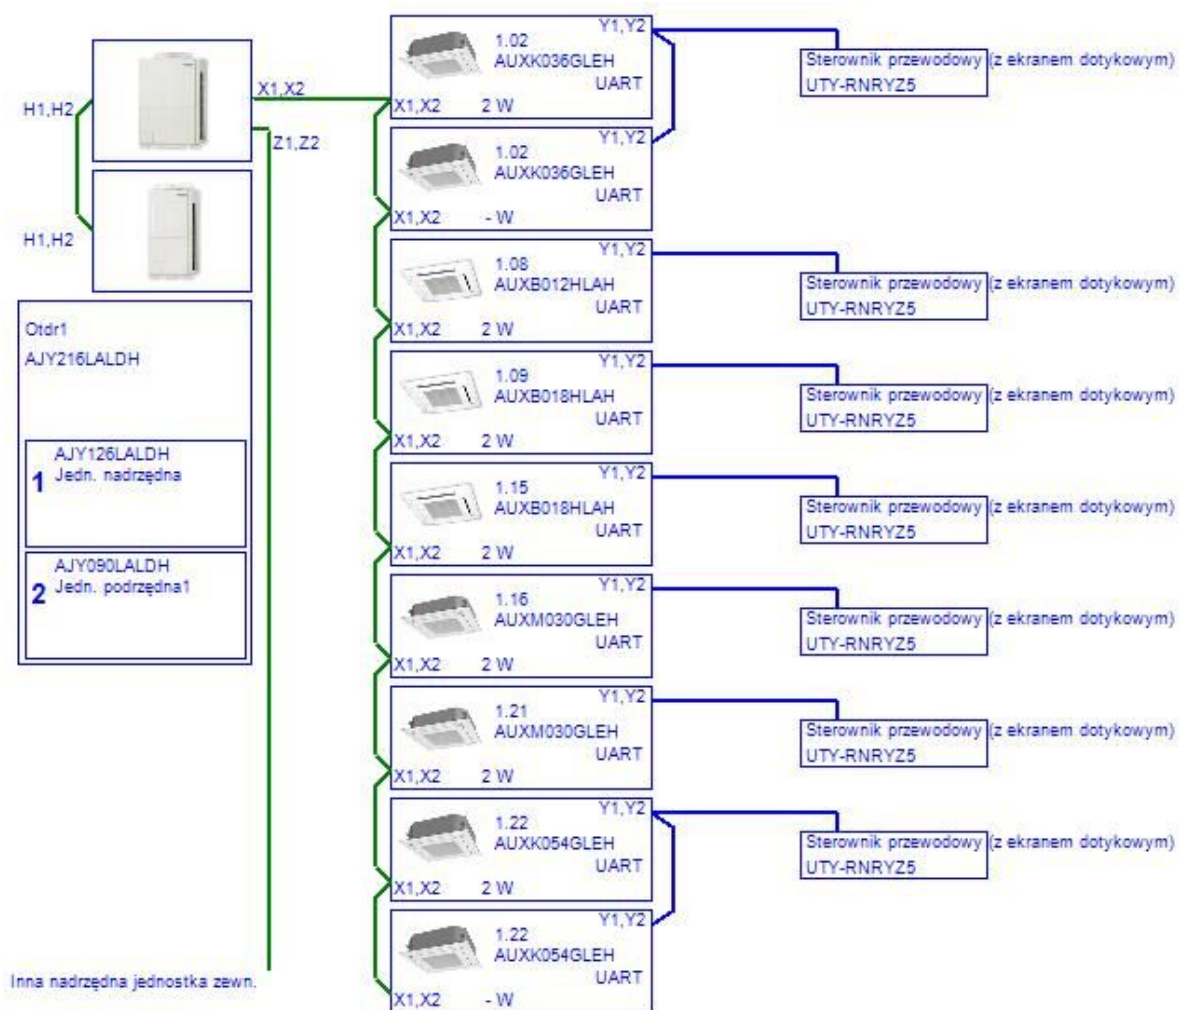 H1,H2
X1,X2
Z1,Z2
H1,H2
Otdr1
AJY216LALDH
1
AJY126LALDH
Jedn. nadrzędna
2
AJY090LALDH
Jedn. podrzędna1
Inna nadrzędna jednostka zewn.
Y1,Y2
1.02
AUXK036GLEH
UART
X1,X2 2 W
Sterownik przewodowy (z ekranem dotykowym)
UTY-RNRYZ5
Y1,Y2
1.02
AUXK036GLEH
UART
X1,X2 - W
Y1,Y2
1.08
AUXB012HLAH
UART
X1,X2 2 W
Sterownik przewodowy (z ekranem dotykowym)
UTY-RNRYZ5
Y1,Y2
1.09
AUXB018HLAH
UART
X1,X2 2 W
Sterownik przewodowy (z ekranem dotykowym)
UTY-RNRYZ5
Y1,Y2
1.15
AUXB018HLAH
UART
X1,X2 2 W
Sterownik przewodowy (z ekranem dotykowym)
UTY-RNRYZ5
Y1,Y2
1.16
AUXM030GLEH
UART
X1,X2 2 W
Sterownik przewodowy (z ekranem dotykowym)
UTY-RNRYZ5
Y1,Y2
1.21
AUXM030GLEH
UART
X1,X2 2 W
Sterownik przewodowy (z ekranem dotykowym)
UTY-RNRYZ5
Y1,Y2
1.22
AUXK054GLEH
UART
X1,X2 2 W
Sterownik przewodowy (z ekranem dotykowym)
UTY-RNRYZ5
Y1,Y2
1.22
AUXK054GLEH
UART
X1,X2 - W